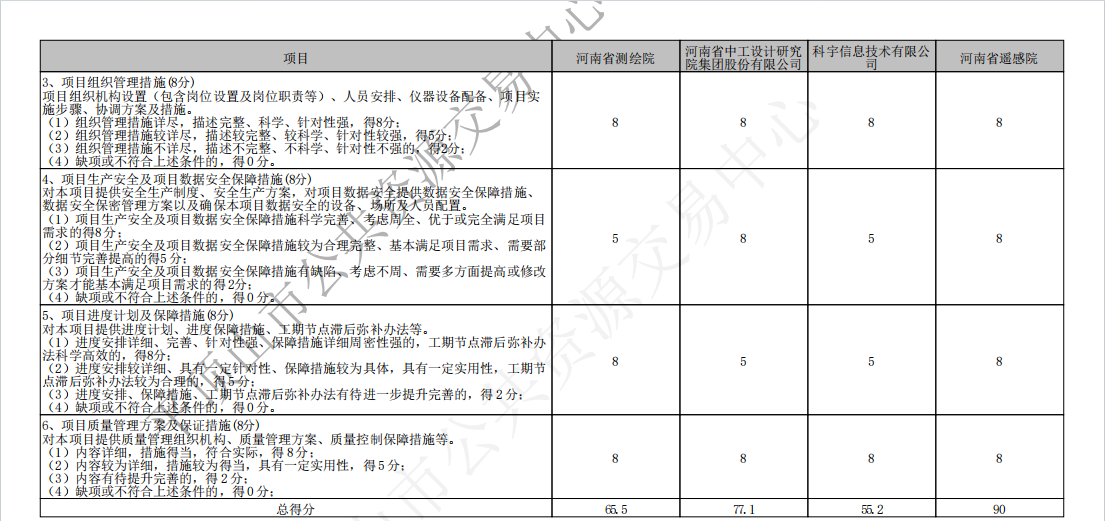 项目
河南省测绘院
河南省中工设计研究
院集团股份有限公司
科宇信息技术有限公
司
河南省遥感院
3、项目组织管理措施(8分)
项目组织机构设置（包含岗位设置及岗位职责等）、人员安排、仪器设备配备、项目实
施步骤、协调方案及措施。
（1）组织管理措施详尽，描述完整、科学、针对性强，得8分；
（2）组织管理措施较详尽，描述较完整、较科学、针对性较强，得5分；
（3）组织管理措施不详尽，描述不完整、不科学、针对性不强的，得2分；
（4）缺项或不符合上述条件的，得0分。
8
8
8
8
4、项目生产安全及项目数据安全保障措施(8分)
对本项目提供安全生产制度、安全生产方案，对项目数据安全提供数据安全保障措施、
数据安全保密管理方案以及确保本项目数据安全的设备、场所及人员配置。
（1）项目生产安全及项目数据安全保障措施科学完善、考虑周全、优于或完全满足项目
需求的得8分；
（2）项目生产安全及项目数据安全保障措施较为合理完整、基本满足项目需求、需要部
分细节完善提高的得5分；
（3）项目生产安全及项目数据安全保障措施有缺陷、考虑不周、需要多方面提高或修改
方案才能基本满足项目需求的得2分；
（4）缺项或不符合上述条件的，得0分。
5
8
5
8
5、项目进度计划及保障措施(8分)
对本项目提供进度计划、进度保障措施、工期节点滞后弥补办法等。
（1）进度安排详细、完善、针对性强、保障措施详细周密性强的，工期节点滞后弥补办
法科学高效的，得8分；
（2）进度安排较详细、具有一定针对性、保障措施较为具体，具有一定实用性，工期节
点滞后弥补办法较为合理的，得5分；
（3）进度安排、保障措施、工期节点滞后弥补办法有待进一步提升完善的，得2分；
（4）缺项或不符合上述条件的，得0分。
8
5
5
8
6、项目质量管理方案及保证措施(8分)
对本项目提供质量管理组织机构、质量管理方案、质量控制保障措施等。
（1）内容详细，措施得当，符合实际，得8分；
（2）内容较为详细，措施较为得当，具有一定实用性，得5分；
（3）内容有待提升完善的，得2分；
（4）缺项或不符合上述条件的，得0分；
8
8
8
8
总得分
65.5
77.1
55.2
90
平顶山市公共资源交易中心
山市公共资源交易中心